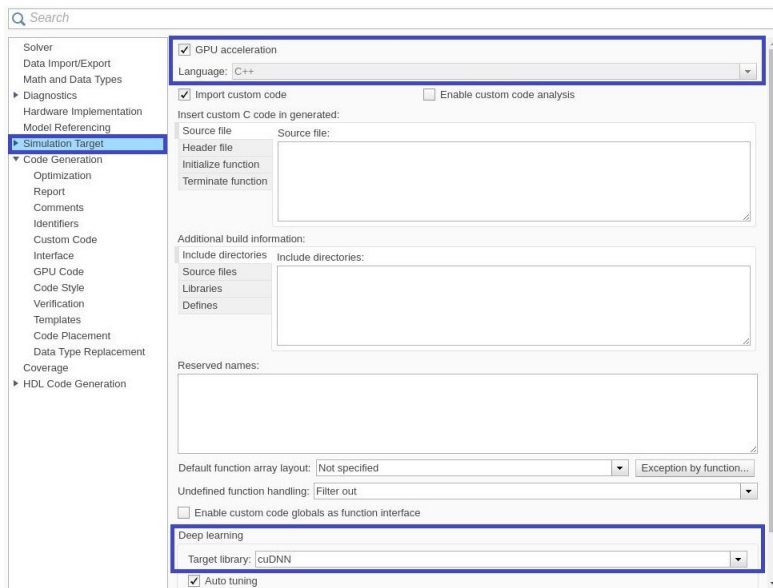 Search
Solver
Data Import/Export
Math and Data Types
Diagnostics
Hardware Implementation
Model Referencing
Simulation Target
Code Generation
Optimization
Report
Comments
Identifiers
Custom Code
Interface
GPU Code
Code Style
Verification
Templates
Code Placement
Data Type Replacement
Coverage
HDL Code Generation
GPU acceleration
Language: C++
Import custom code
Enable custom code analysis
Insert custom C code in generated:
Source file
Header file
Initialize function
Terminate function
Source file:
Additional build information:
Include directories
Source files
Libraries
Defines
Include directories:
Reserved names:
Default function array layout: Not specified
Exception by function...
Undefined function handling: Filter out
Enable custom code globals as function interface
Deep learning
Target library: cuDNN
Auto tuning